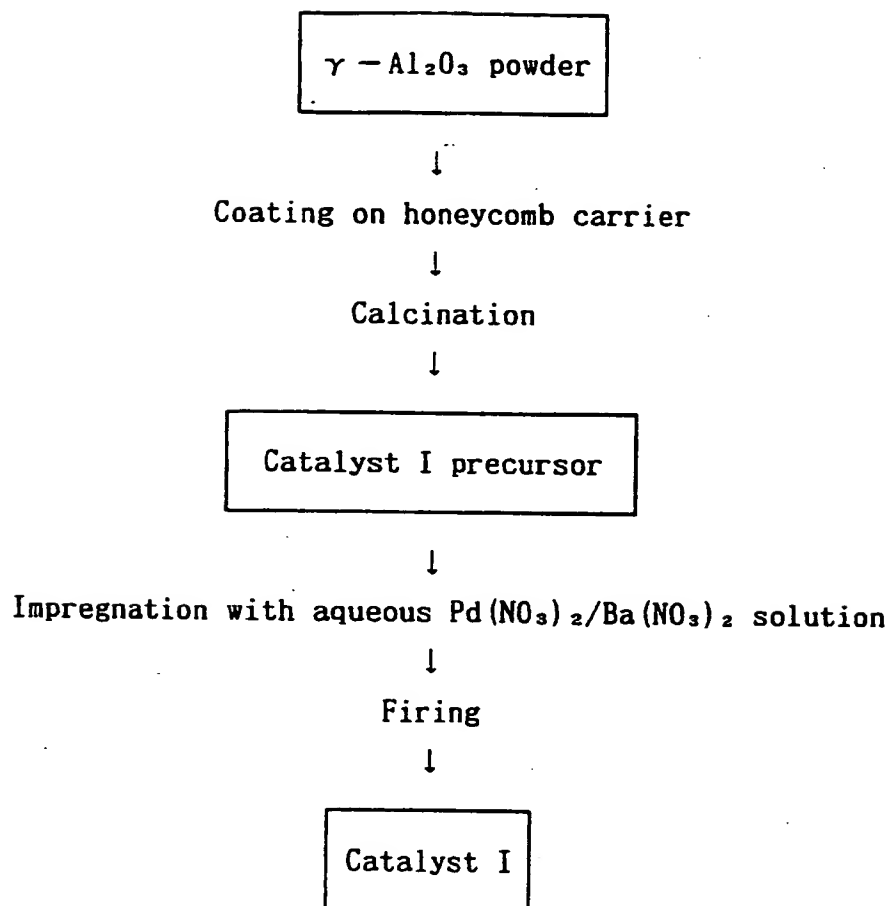 γ-Al₂O₃ powder
↓
Coating on honeycomb carrier
↓
Calcination
↓
Catalyst I precursor
↓
Impregnation with aqueous Pd(NO₃)₂/Ba(NO₃)₂ solution
↓
Firing
↓
Catalyst I